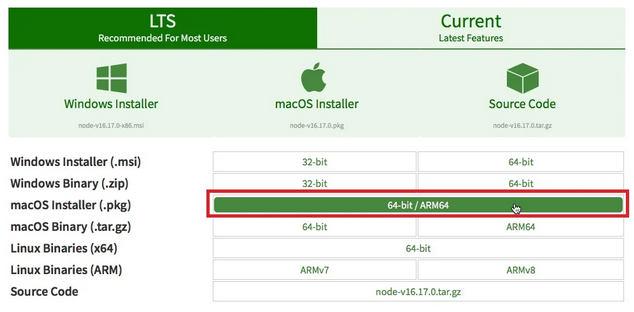 LTS
Recommended For Most Users
Current
Latest Features
Windows Installer
node-v16.17.0-x86.msi
macOS Installer
node-v16.17.0.pkg
Source Code
node-v16.17.0.tar.gz
Windows Installer (.msi) 32-bit 64-bit
Windows Binary (.zip) 32-bit 64-bit
macOS Installer (.pkg) 64-bit / ARM64
macOS Binary (.tar.gz) 64-bit ARM64
Linux Binaries (x64) 64-bit
Linux Binaries (ARM) ARMv7 ARMv8
Source Code node-v16.17.0.tar.gz